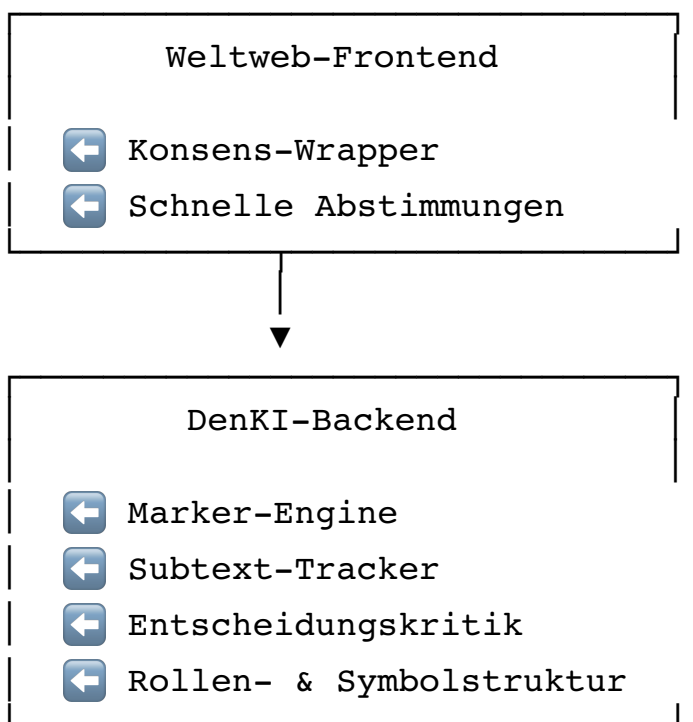 Weltweb-Frontend
⬅️ Konsens-Wrapper
⬅️ Schnelle Abstimmungen
▼
DenKI-Backend
⬅️ Marker-Engine
⬅️ Subtext-Tracker
⬅️ Entscheidungskritik
⬅️ Rollen- & Symbolstruktur